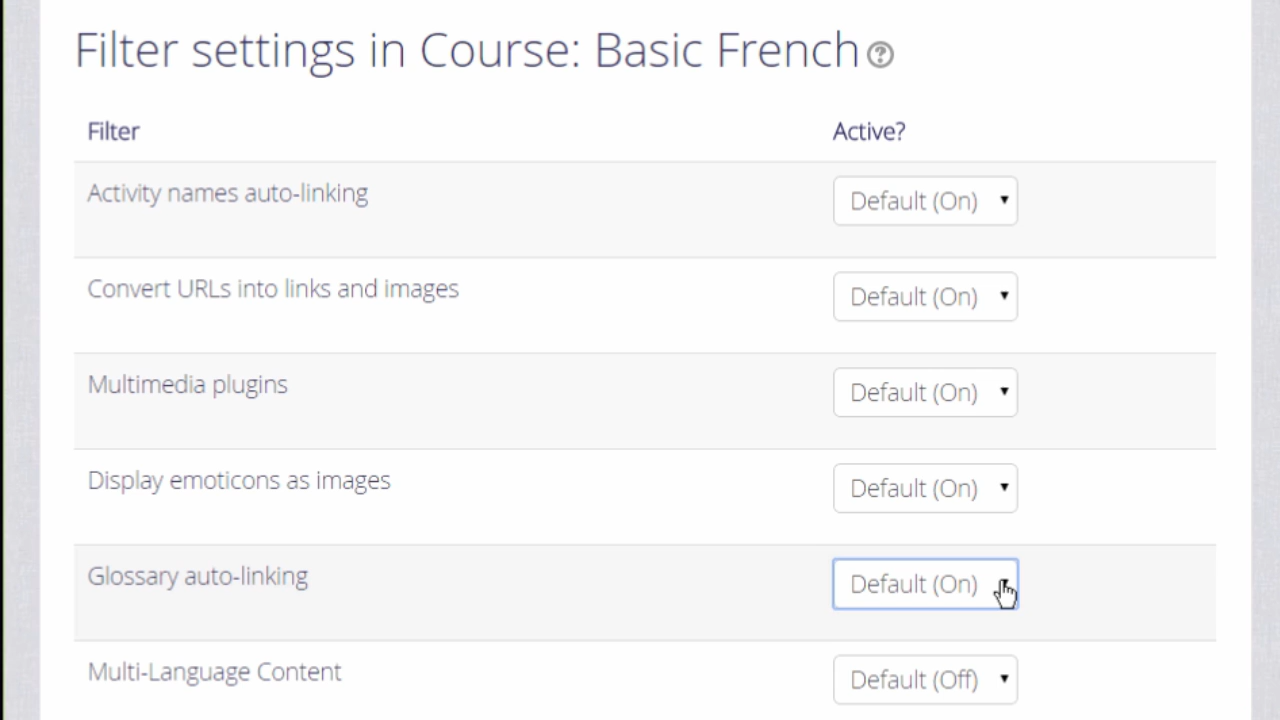 Filter settings in Course: Basic French
Filter Active?
Activity names auto-linking Default (On)
Convert URLs into links and images Default (On)
Multimedia plugins Default (On)
Display emoticons as images Default (On)
Glossary auto-linking Default (On)
Multi-Language Content Default (Off)